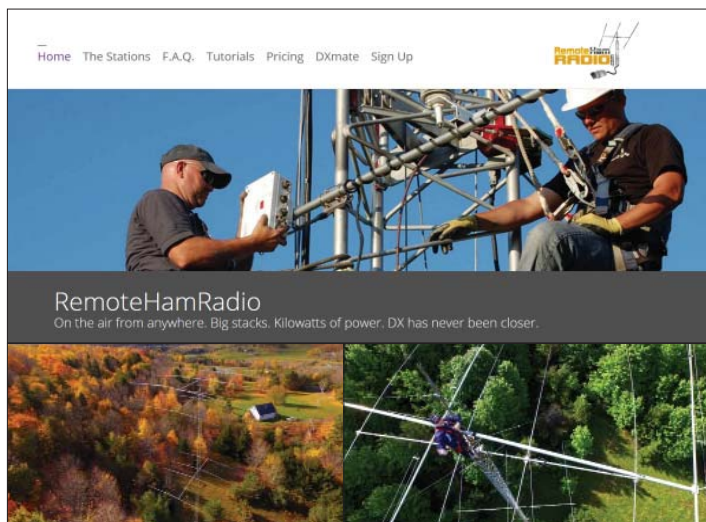 Home The Stations F.A.Q. Tutorials Pricing DXmate Sign Up
RemoteHam
RADIO
RemoteHamRadio
On the air from anywhere. Big stacks. Kilowatts of power. DX has never been closer.